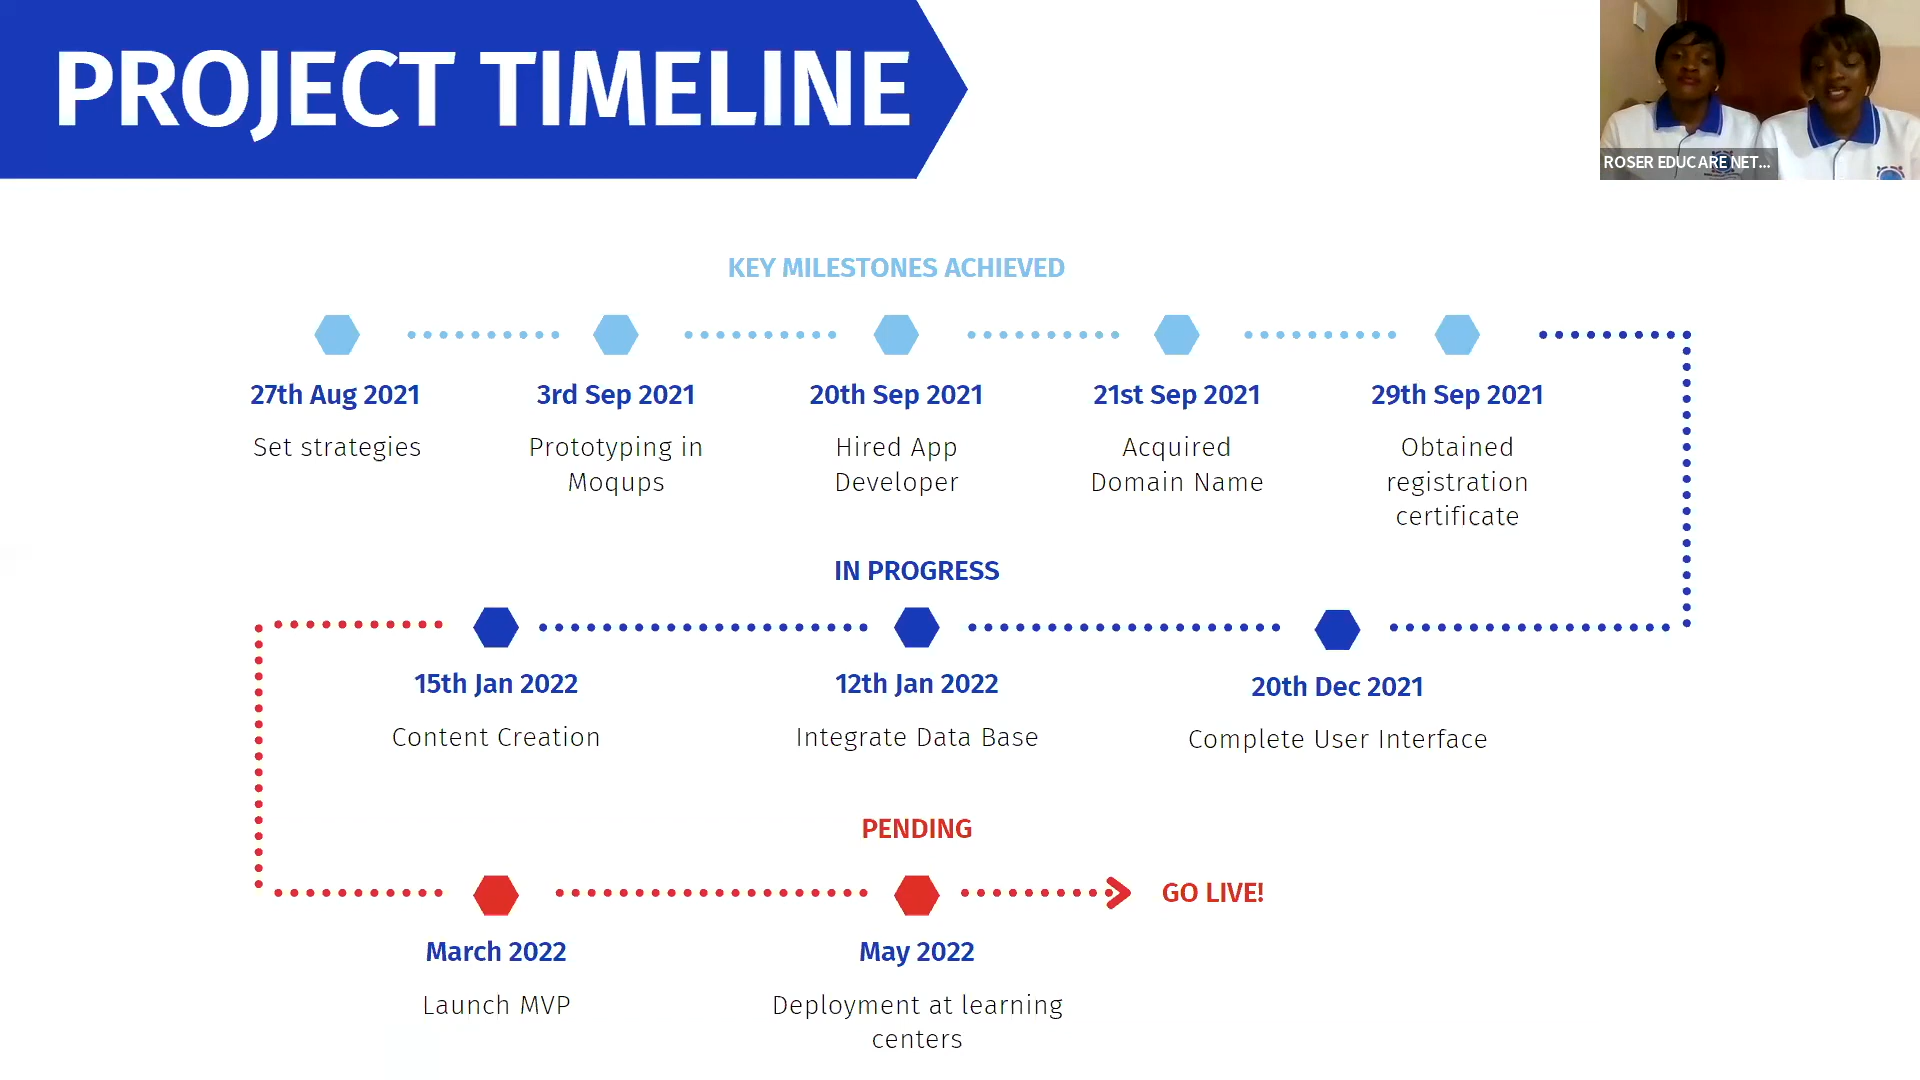 PROJECT TIMELINE
ROSER EDUCARE NET...
KEY MILESTONES ACHIEVED
27th Aug 2021
Set strategies
3rd Sep 2021
Prototyping in
Moqups
20th Sep 2021
Hired App
Developer
21st Sep 2021
Acquired
Domain Name
29th Sep 2021
Obtained
registration
certificate
IN PROGRESS
15th Jan 2022
Content Creation
12th Jan 2022
Integrate Data Base
20th Dec 2021
Complete User Interface
PENDING
March 2022
Launch MVP
May 2022
Deployment at learning
centers
GO LIVE!